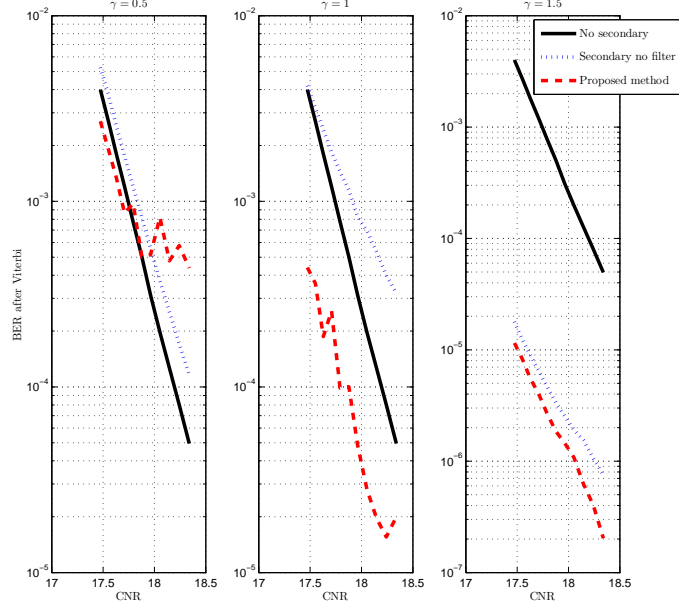 γ = 0.5
γ = 1
γ = 1.5
No secondary
Secondary no filter
Proposed method
BER after Viterbi
10^−2
10^−3
10^−4
10^−5
17
17.5
18
18.5
CNR
10^−2
10^−3
10^−4
10^−5
17
17.5
18
18.5
CNR
10^−2
10^−3
10^−4
10^−5
10^−6
10^−7
17
17.5
18
18.5
CNR